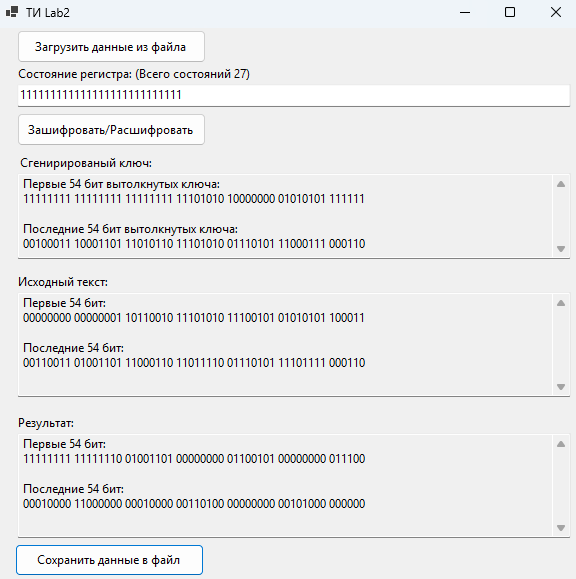 ТИ Lab2
Загрузить данные из файла
Состояние регистра: (Всего состояний 27)
111111111111111111111111111
Зашифровать/Расшифровать
Сгенирированый ключ:
Первые 54 бит вытолкнутых ключа:
11111111 11111111 11111111 11101010 10000000 01010101 111111
Последние 54 бит вытолкнутых ключа:
00100011 10001101 11010110 11101010 01110101 11000111 000110
Исходный текст:
Первые 54 бит:
00000000 00000001 10110010 11101010 11100101 01010101 100011
Последние 54 бит:
00110011 01001101 11000110 11011110 01110101 11101111 000110
Результат:
Первые 54 бит:
11111111 11111110 01001101 00000000 01100101 00000000 011100
Последние 54 бит:
00010000 11000000 00010000 00110100 00000000 00101000 000000
Сохранить данные в файл